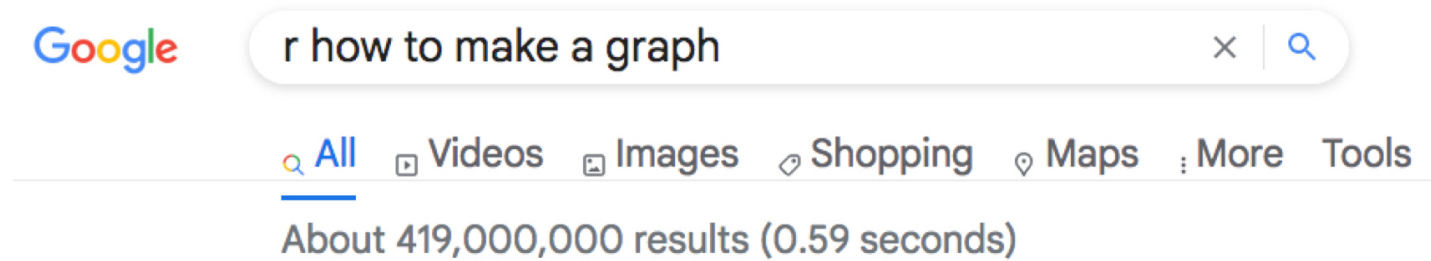 Google r how to make a graph
All Videos Images Shopping Maps More Tools
About 419,000,000 results (0.59 seconds)